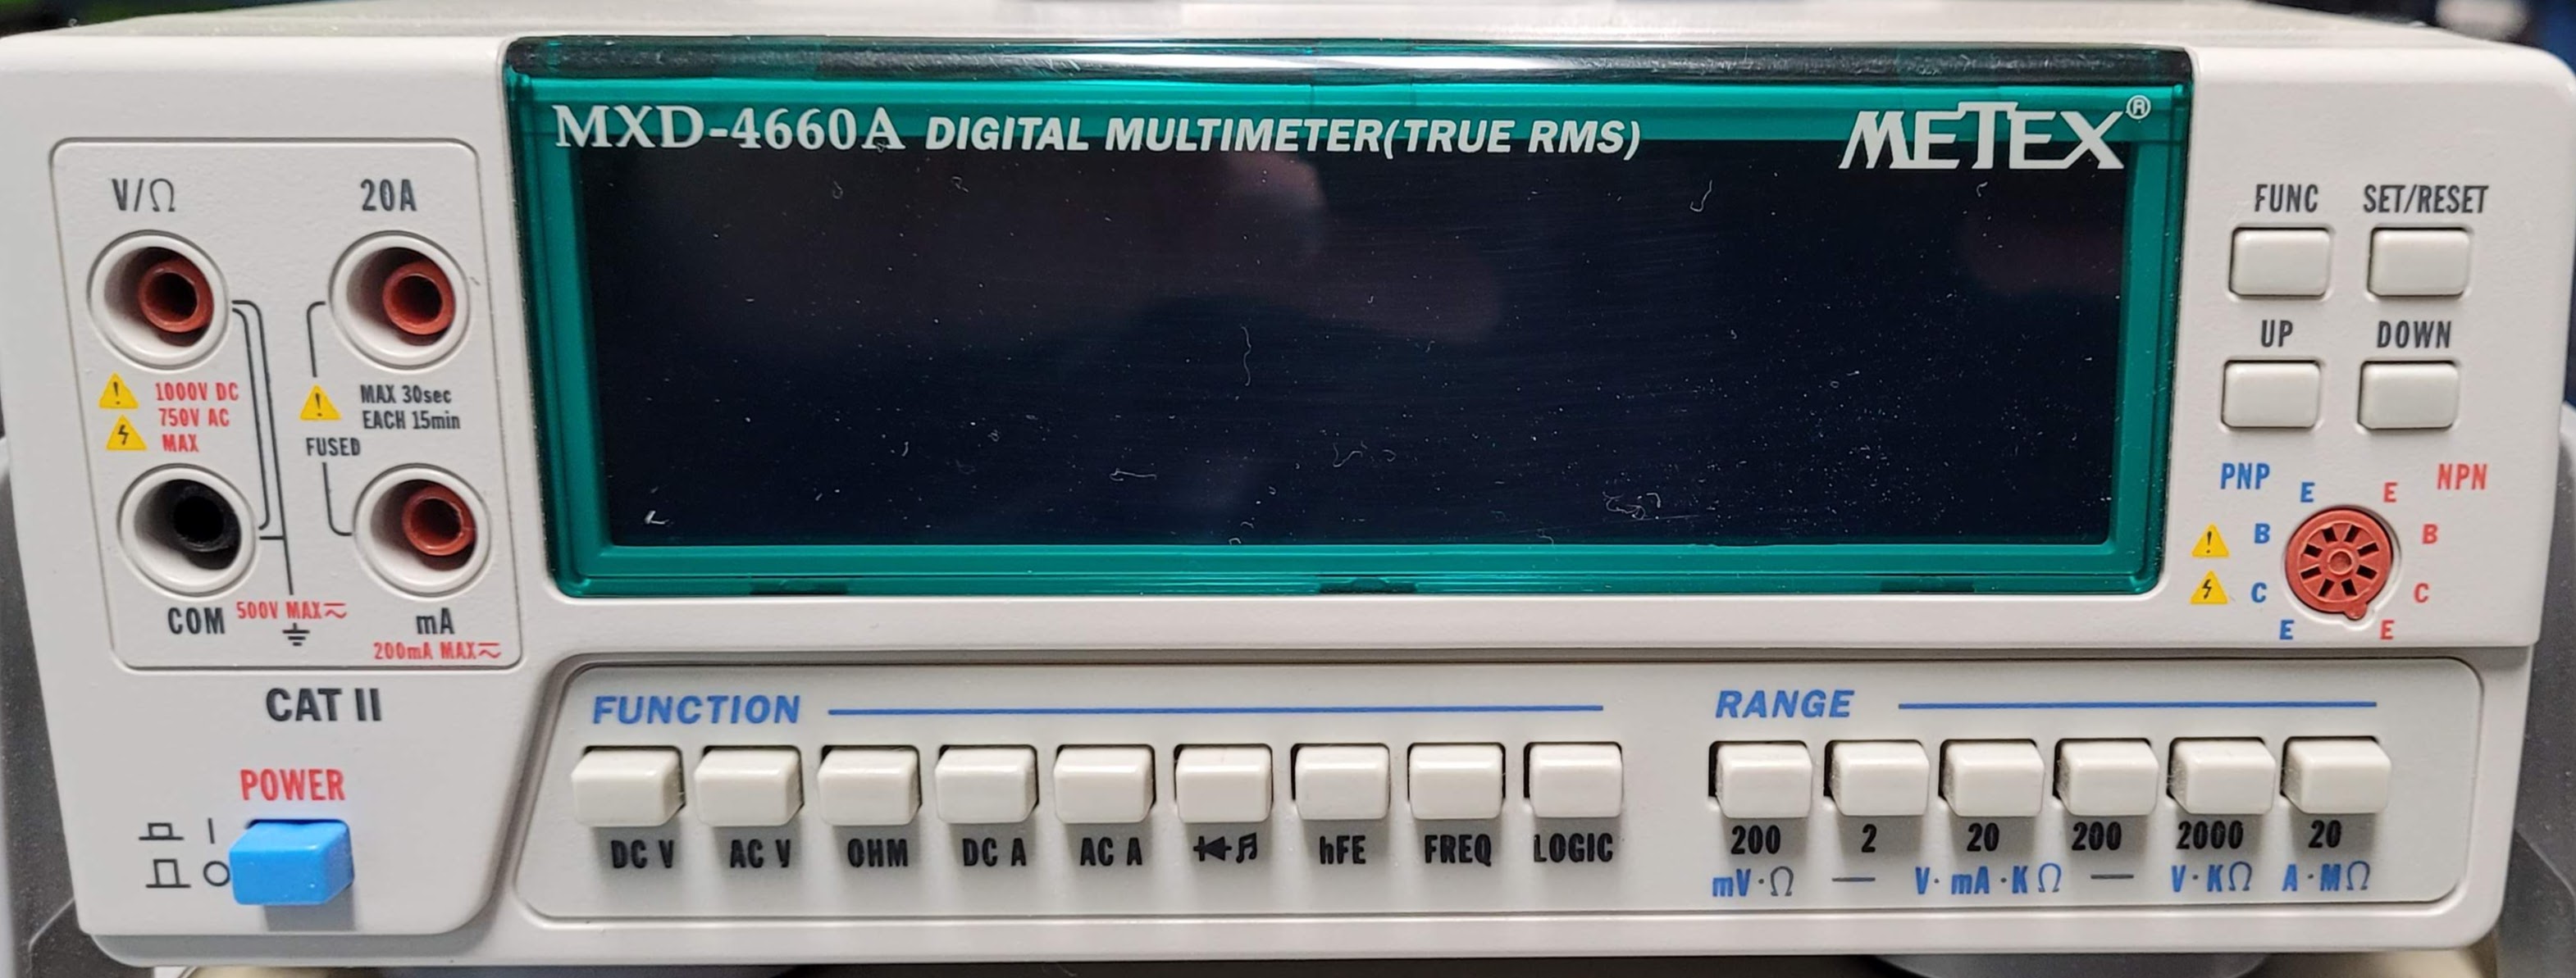 MXD-4660A DIGITAL MULTIMETER(TRUE RMS)
METEX®
V/Ω 20A
1000V DC
750V AC
MAX
MAX 30sec
EACH 15min
FUSED
COM
500V MAX
mA
200mA MAX
CAT II
POWER
FUNC SET/RESET
UP DOWN
PNP NPN
E E
B B
C C
E E
FUNCTION
DC V AC V OHM DC A AC A hFE FREQ LOGIC
RANGE
200 2 20 200 2000 20
mV·Ω — V·mA·KΩ — V·KΩ A·MΩ